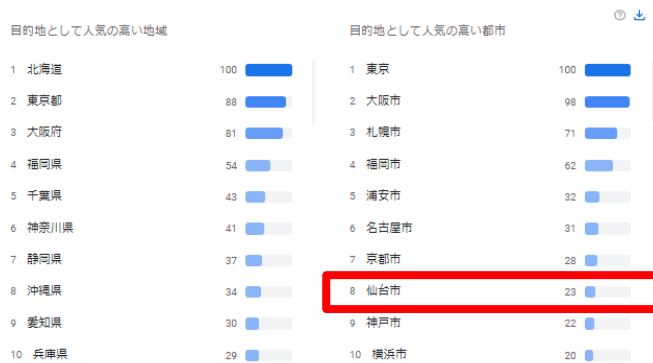 目的地として人気の高い地域
1 北海道 100
2 東京都 88
3 大阪府 81
4 福岡県 54
5 千葉県 43
6 神奈川県 41
7 静岡県 37
8 沖縄県 34
9 愛知県 30
10 兵庫県 29
目的地として人気の高い都市
1 東京 100
2 大阪市 98
3 札幌市 71
4 福岡市 62
5 浦安市 32
6 名古屋市 31
7 京都市 28
8 仙台市 23
9 神戸市 22
10 横浜市 20